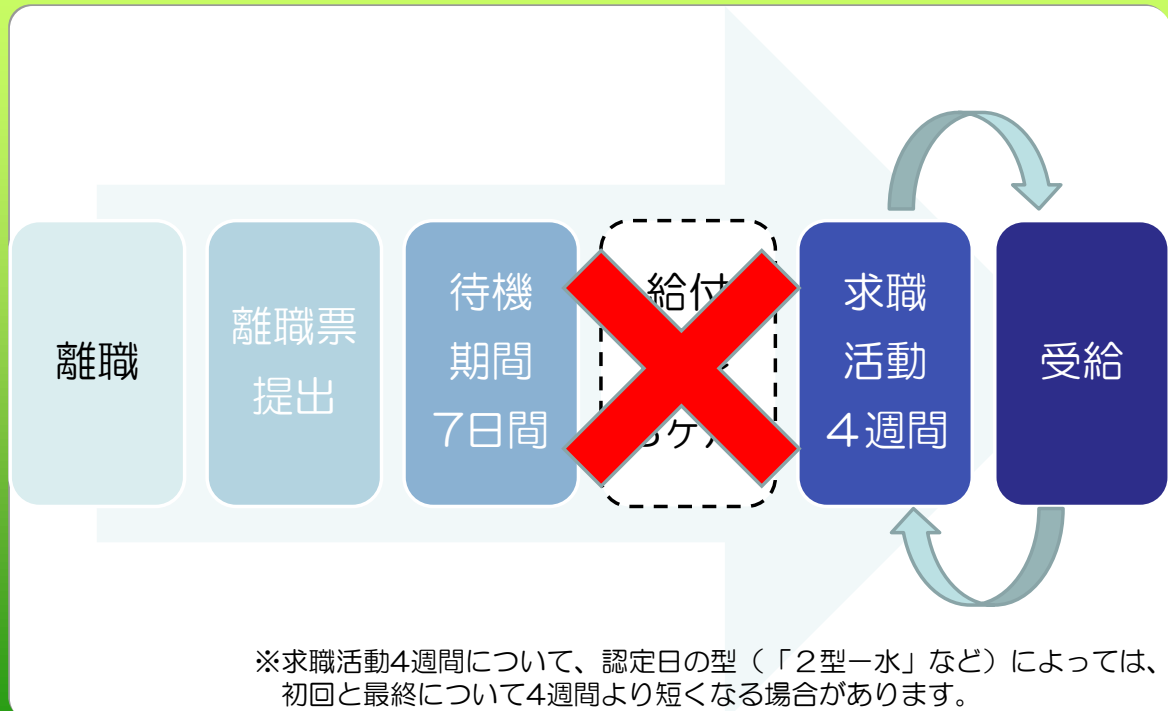 離職
離職票
提出
待機
期間
7日間
給付
ヶ
求職
活動
４週間
受給
※求職活動4週間について、認定日の型（「２型ー水」など）によっては、
初回と最終について4週間より短くなる場合があります。